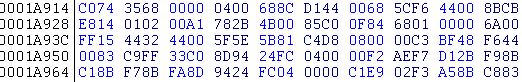 0001A914 C074 3568 0000 0400 688C D144 0068 5CF6 4400 8BCB
0001A928 E814 0102 00A1 782B 4B00 85C0 0F84 6801 0000 6A00
0001A93C FF15 4432 4400 5F5E 5B81 C4D8 0800 00C3 BF48 F644
0001A950 0083 C9FF 33C0 8D94 24FC 0400 00F2 AEF7 D12B F98B
0001A964 C18B F78B FA8D 9424 FC04 0000 C1E9 02F3 A58B C883